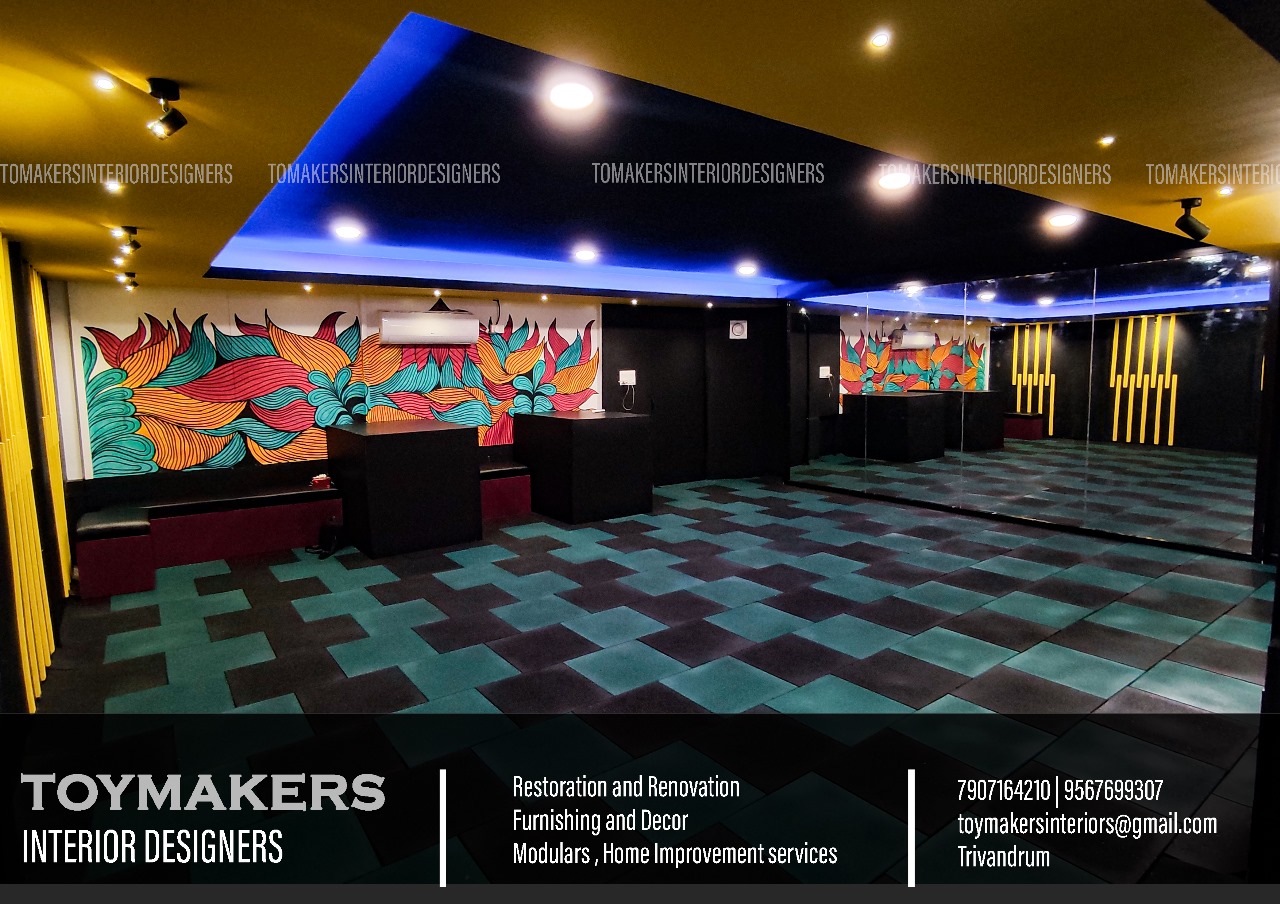 TOMAKERSINTERIORDESIGNERS TOMAKERSINTERIORDESIGNERS TOMAKERSINTERIORDESIGNERS TOMAKERSINTERIORDESIGNERS TOMAKERSINTERIOR
TOYMAKERS
INTERIOR DESIGNERS
Restoration and Renovation
Furnishing and Decor
Modulars , Home Improvement services
7907164210 | 9567699307
toymakersinteriors@gmail.com
Trivandrum